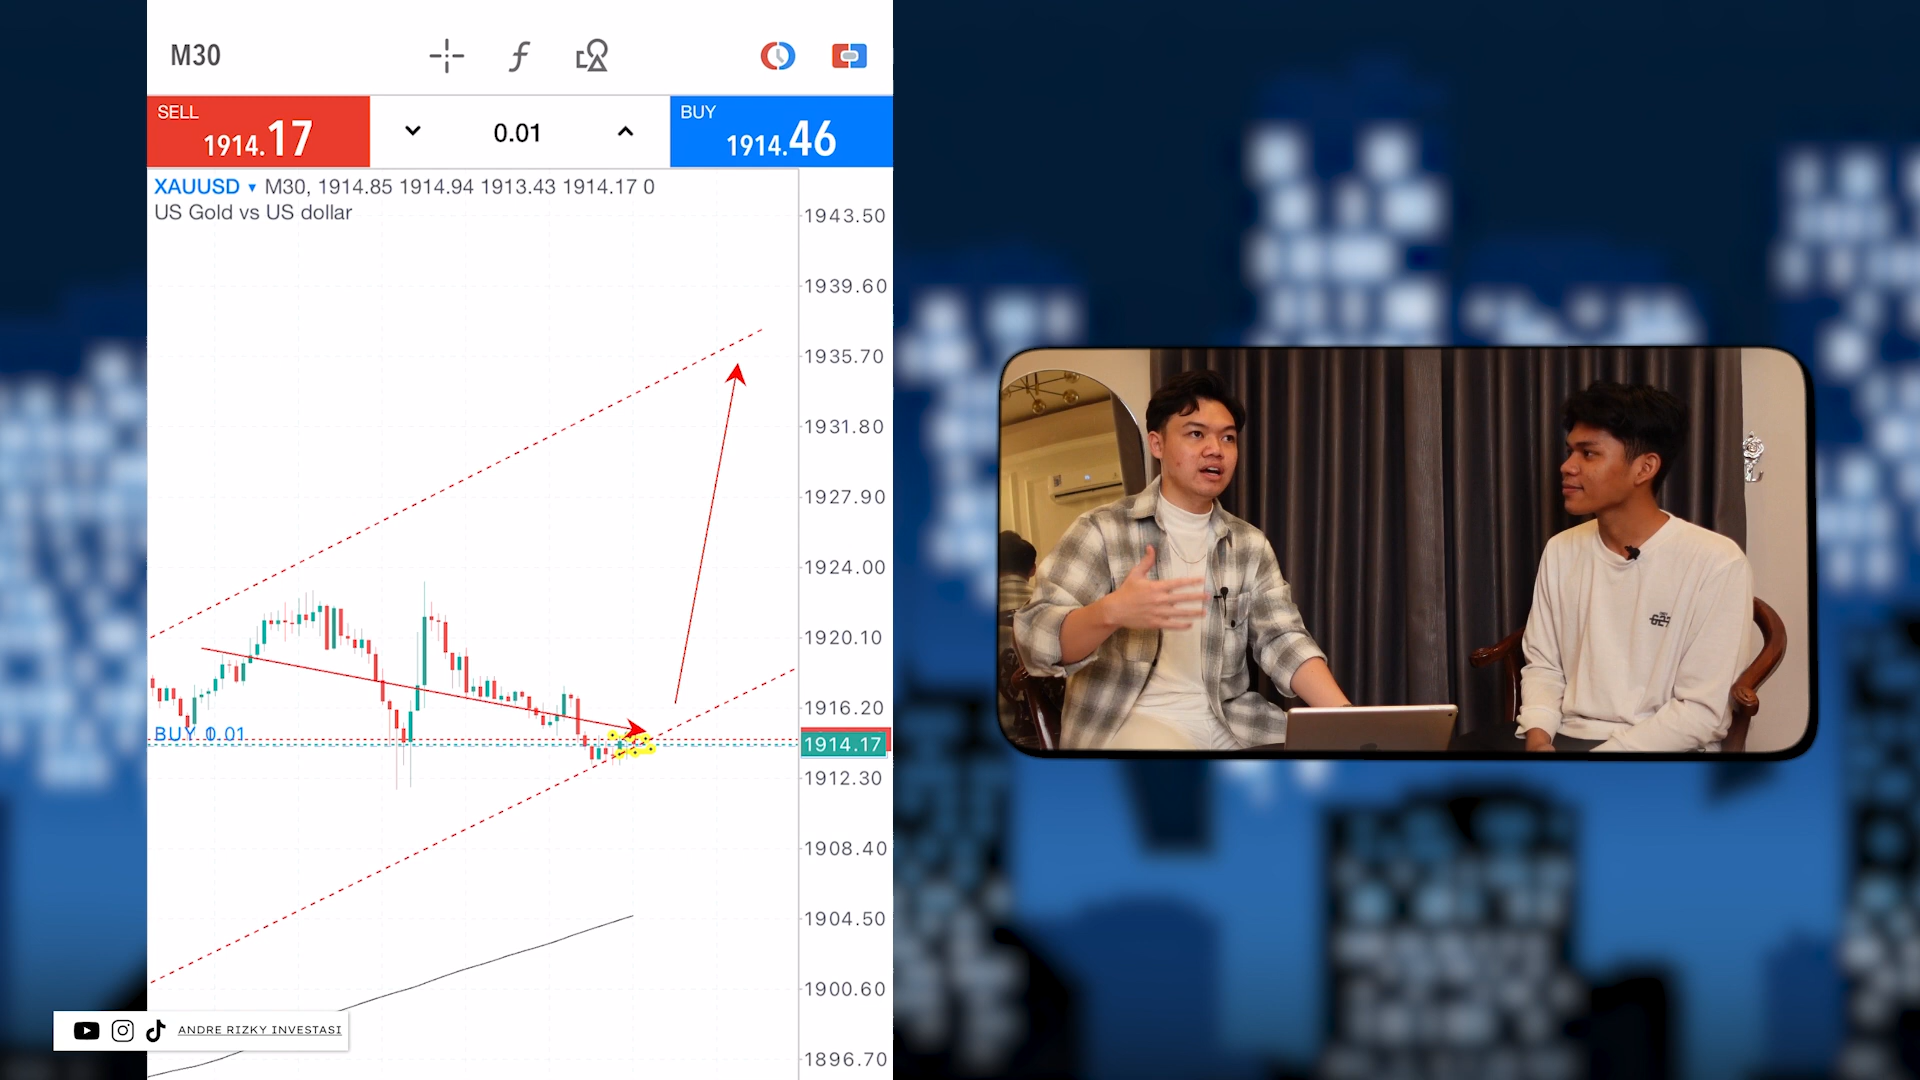 M30
SELL
1914.17
0.01
BUY
1914.46
XAUUSD ▾ M30, 1914.85 1914.94 1913.43 1914.17 0
US Gold vs US dollar
1943.50
1939.60
1935.70
1931.80
1927.90
1924.00
1920.10
1916.20
BUY 0.01
1914.17
1912.30
1908.40
1904.50
1900.60
1896.70
ANDRE RIZKY INVESTASI